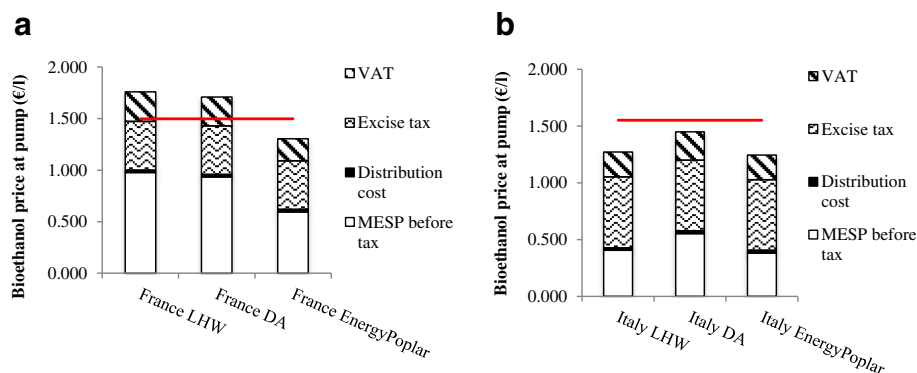 a
Bioethanol price at pump (€/l)
2.000
1.500
1.000
0.500
0.000
France LHW
France DA
France EnergyPoplar
VAT
Excise tax
Distribution cost
MESP before tax
b
Bioethanol price at pump (€/l)
2.000
1.500
1.000
0.500
0.000
Italy LHW
Italy DA
Italy EnergyPoplar
VAT
Excise tax
Distribution cost
MESP before tax